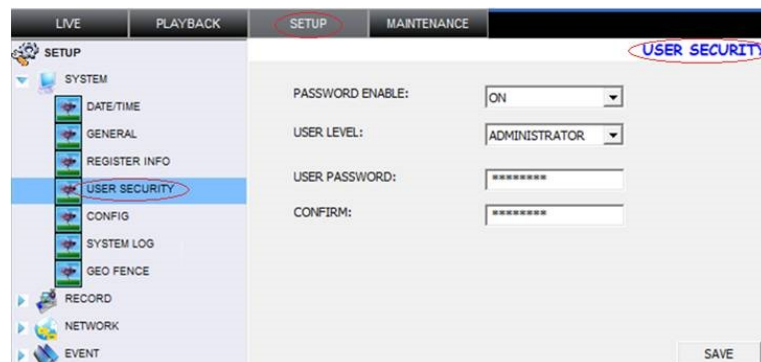 LIVE PLAYBACK SETUP MAINTENANCE
SETUP
USER SECURITY
SYSTEM
DATE/TIME
GENERAL
REGISTER INFO
USER SECURITY
CONFIG
SYSTEM LOG
GEO FENCE
RECORD
NETWORK
EVENT
PASSWORD ENABLE: ON
USER LEVEL: ADMINISTRATOR
USER PASSWORD: ********
CONFIRM: ********
SAVE